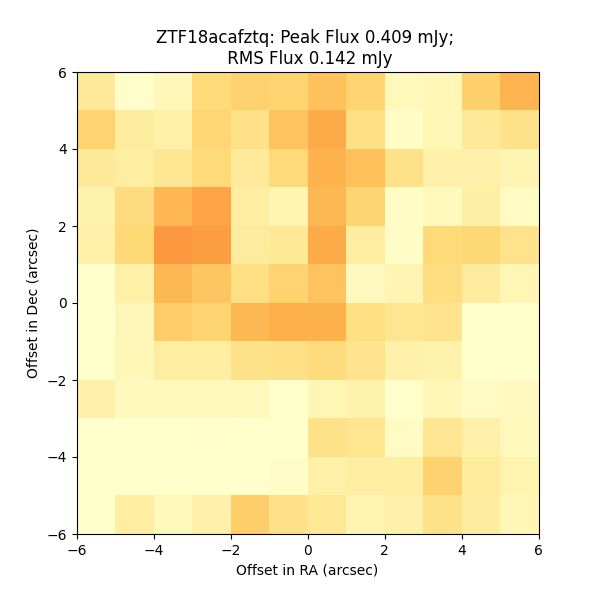 ZTF18acafztq: Peak Flux 0.409 mJy;
RMS Flux 0.142 mJy
6
4
2
0
−2
−4
−6
Offset in Dec (arcsec)
−6 −4 −2 0 2 4 6
Offset in RA (arcsec)